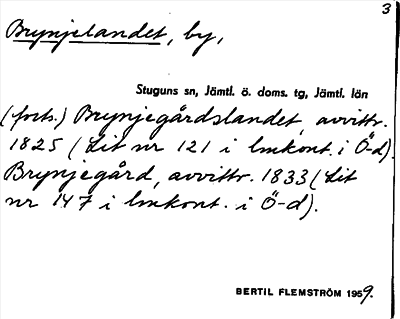 3
Brynjelandet, by,
Stuguns sn, Jämtl. ö. doms. tg, Jämtl. län
(forts.) Brynjegårdslandet, avvittr.
1825 (Lit nr 121 i lmkont. i Ö-d).
Brynjegård, avvittr. 1833 (Lit
nr 147 i lmkont. i Ö-d).
BERTIL FLEMSTRÖM 1959.